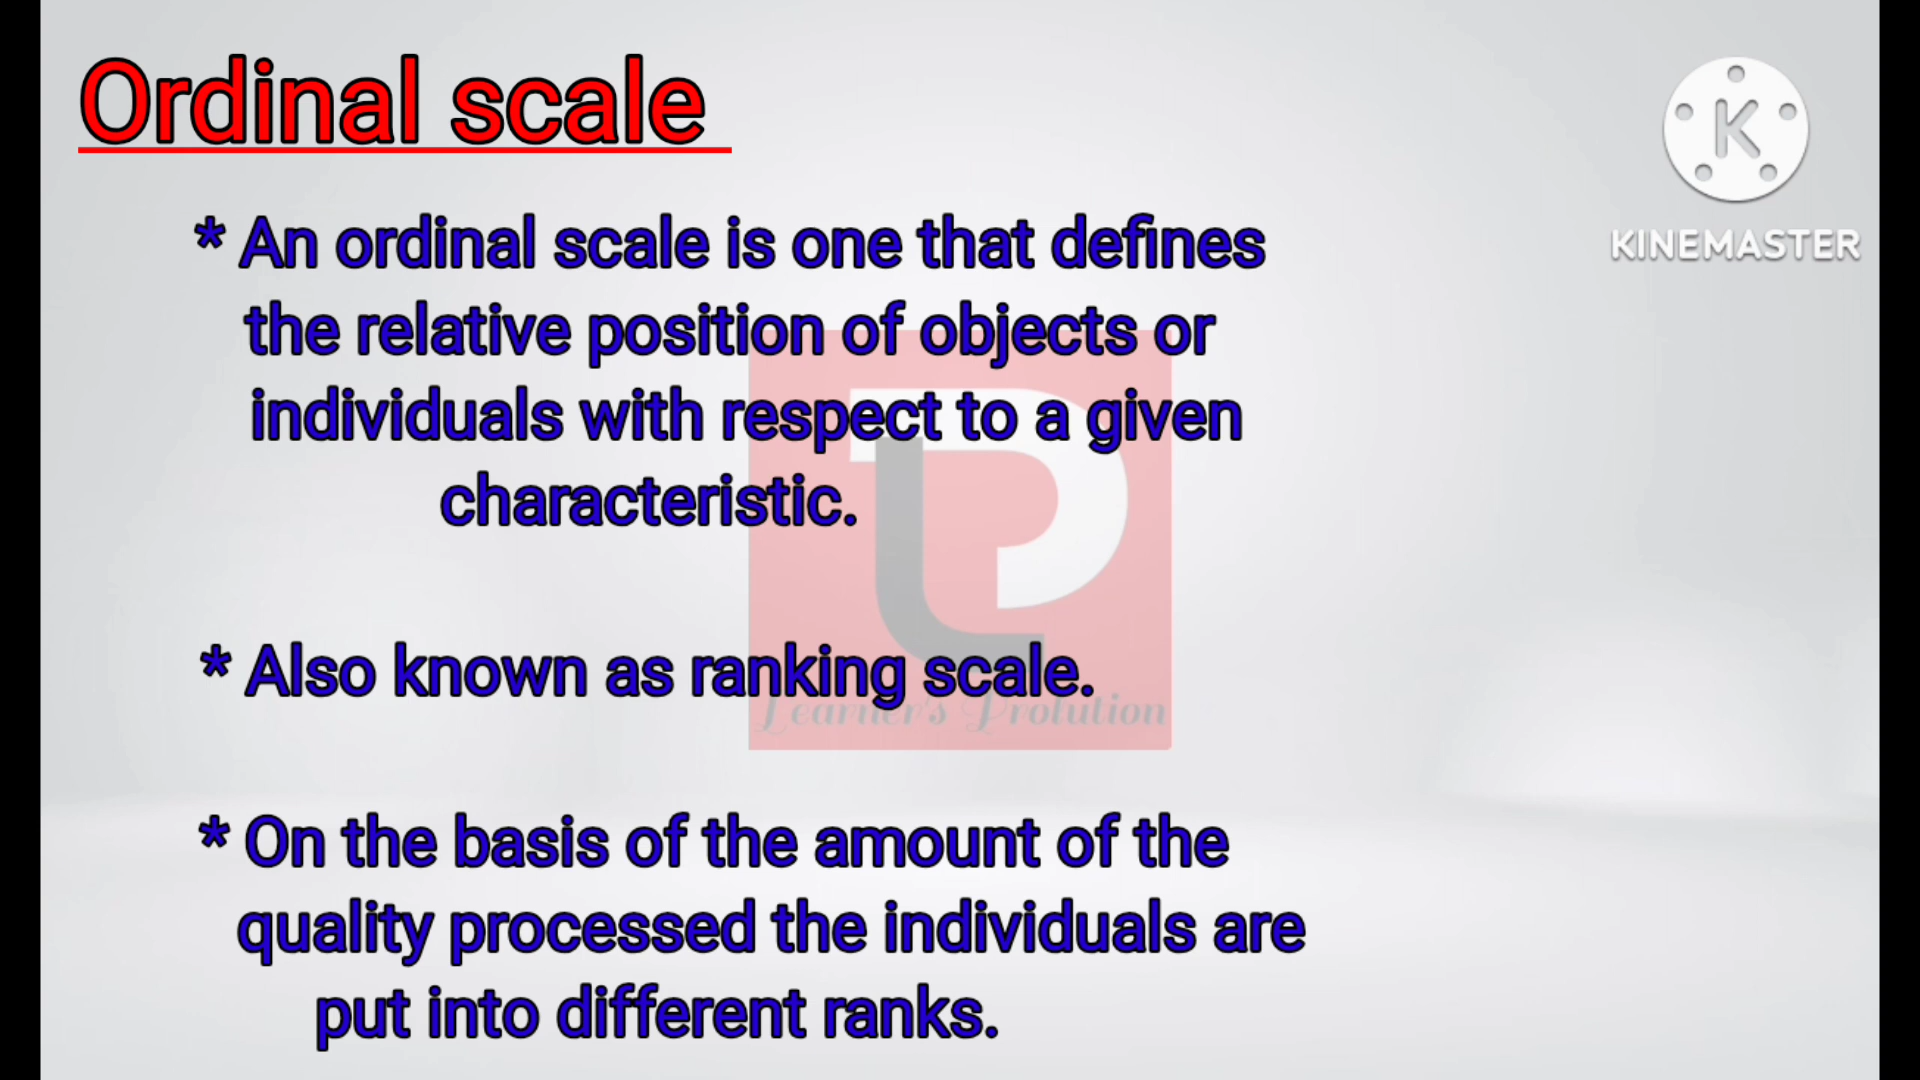 Ordinal scale
K
KINEMASTER
* An ordinal scale is one that defines
the relative position of objects or
individuals with respect to a given
characteristic.
* Also known as ranking scale.
Learner's Prolution
* On the basis of the amount of the
quality processed the individuals are
put into different ranks.